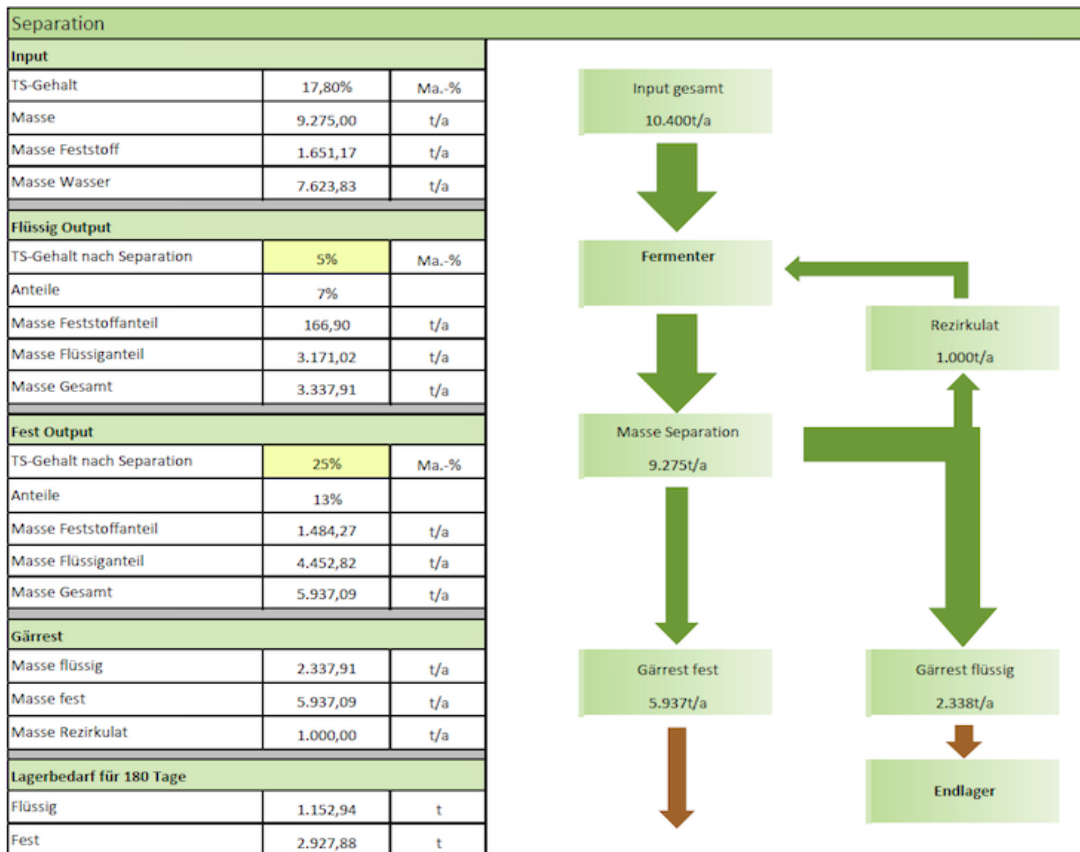 Separation
Input
TS-Gehalt 17,80% Ma.-%
Masse 9.275,00 t/a
Masse Feststoff 1.651,17 t/a
Masse Wasser 7.623,83 t/a
Flüssig Output
TS-Gehalt nach Separation 5% Ma.-%
Anteile 7%
Masse Feststoffanteil 166,90 t/a
Masse Flüssiganteil 3.171,02 t/a
Masse Gesamt 3.337,91 t/a
Fest Output
TS-Gehalt nach Separation 25% Ma.-%
Anteile 13%
Masse Feststoffanteil 1.484,27 t/a
Masse Flüssiganteil 4.452,82 t/a
Masse Gesamt 5.937,09 t/a
Gärrest
Masse flüssig 2.337,91 t/a
Masse fest 5.937,09 t/a
Masse Rezirkulat 1.000,00 t/a
Lagerbedarf für 180 Tage
Flüssig 1.152,94 t
Fest 2.927,88 t
Input gesamt
10.400t/a
Fermenter
Rezirkulat
1.000t/a
Masse Separation
9.275t/a
Gärrest fest
5.937t/a
Gärrest flüssig
2.338t/a
Endlager